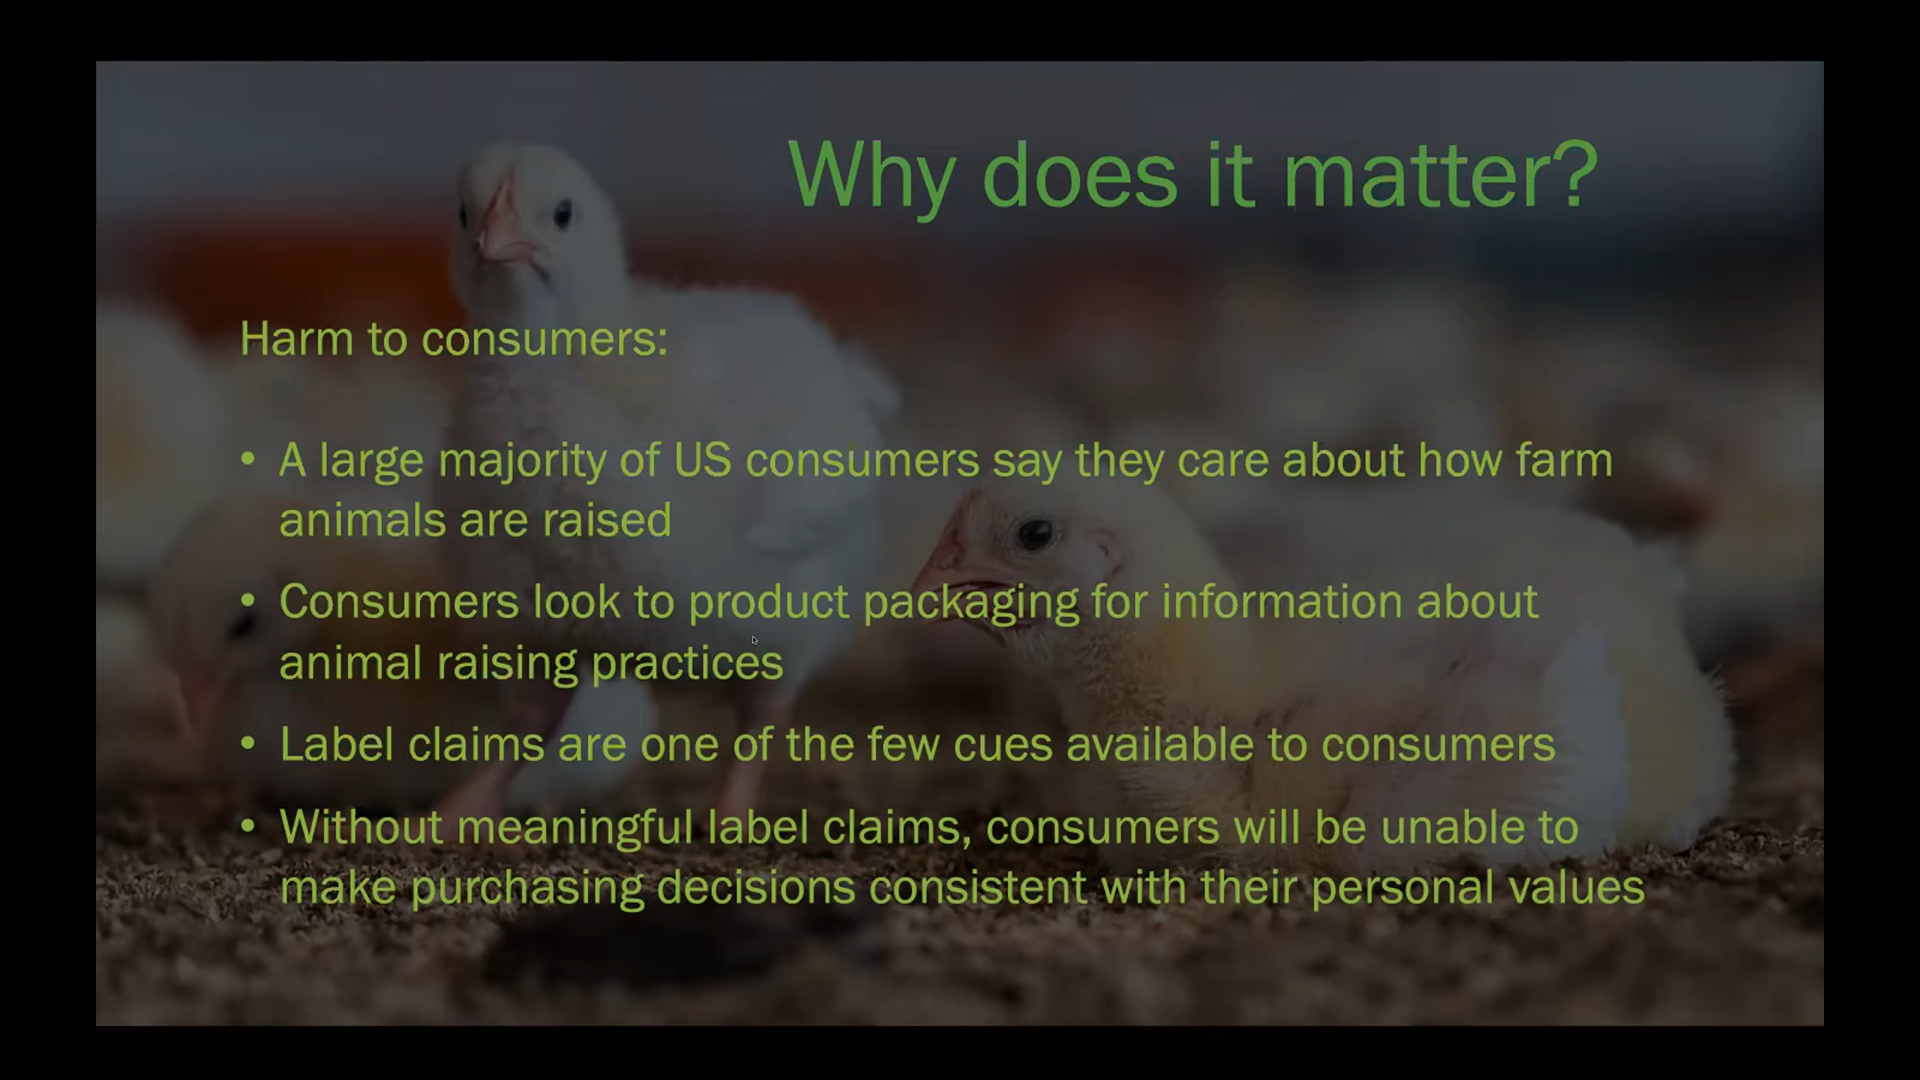 Why does it matter?
Harm to consumers:
• A large majority of US consumers say they care about how farm
animals are raised
• Consumers look to product packaging for information about
animal raising practices
• Label claims are one of the few cues available to consumers
• Without meaningful label claims, consumers will be unable to
make purchasing decisions consistent with their personal values